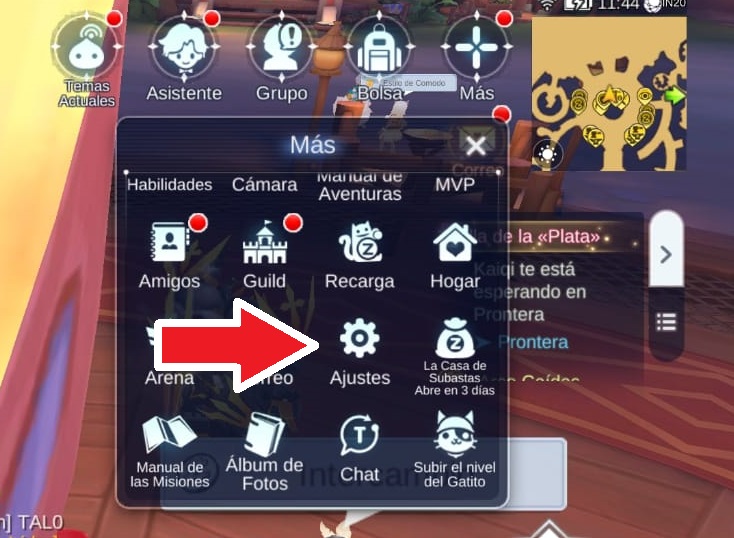 11:44
IN20
Temas
Actuales
Asistente
Grupo
Bolsa
Más
Estilo de Comodo
Más
Habilidades
Cámara
Manual de
Aventuras
MVP
Amigos
Guild
Recarga
Hogar
de la «Plata»
Kaiqi te está
esperando en
Prontera
Prontera
Arena
Ajustes
La Casa de
Subastas
Abre en 3 días
Manual de
las Misiones
Álbum de
Fotos
Chat
Subir el nivel
del Gatito
] TAL0